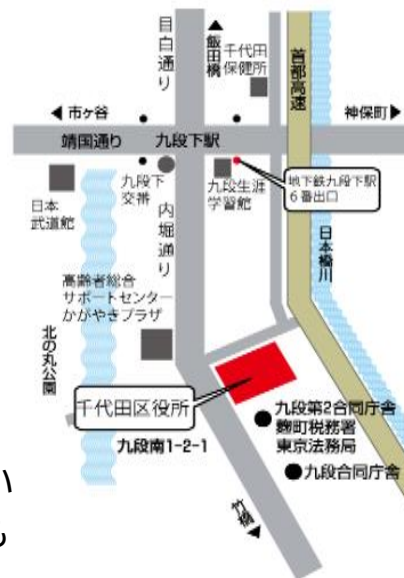 目白通り
▲飯田橋
千代田
保健所
首都高速
◀市ヶ谷
神保町▶
靖国通り
九段下駅
日本
武道館
九段下
交番
内堀通り
九段生涯
学習館
地下鉄九段下駅
6番出口
日本橋川
高齢者総合
サポートセンター
かがやきプラザ
北の丸公園
千代田区役所
九段南1-2-1
九段第2合同庁舎
麴町税務署
東京法務局
九段合同庁舎
竹橋▼
い